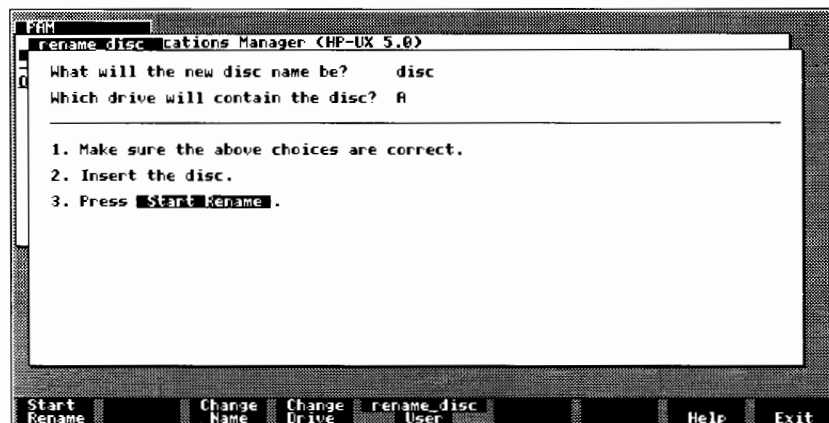 PAM
rename disc cations Manager (HP-UX 5.0)
What will the new disc name be? disc
Which drive will contain the disc? A
1. Make sure the above choices are correct.
2. Insert the disc.
3. Press Start Rename .
Start Change Change rename_disc
Rename Name Drive User Help Exit